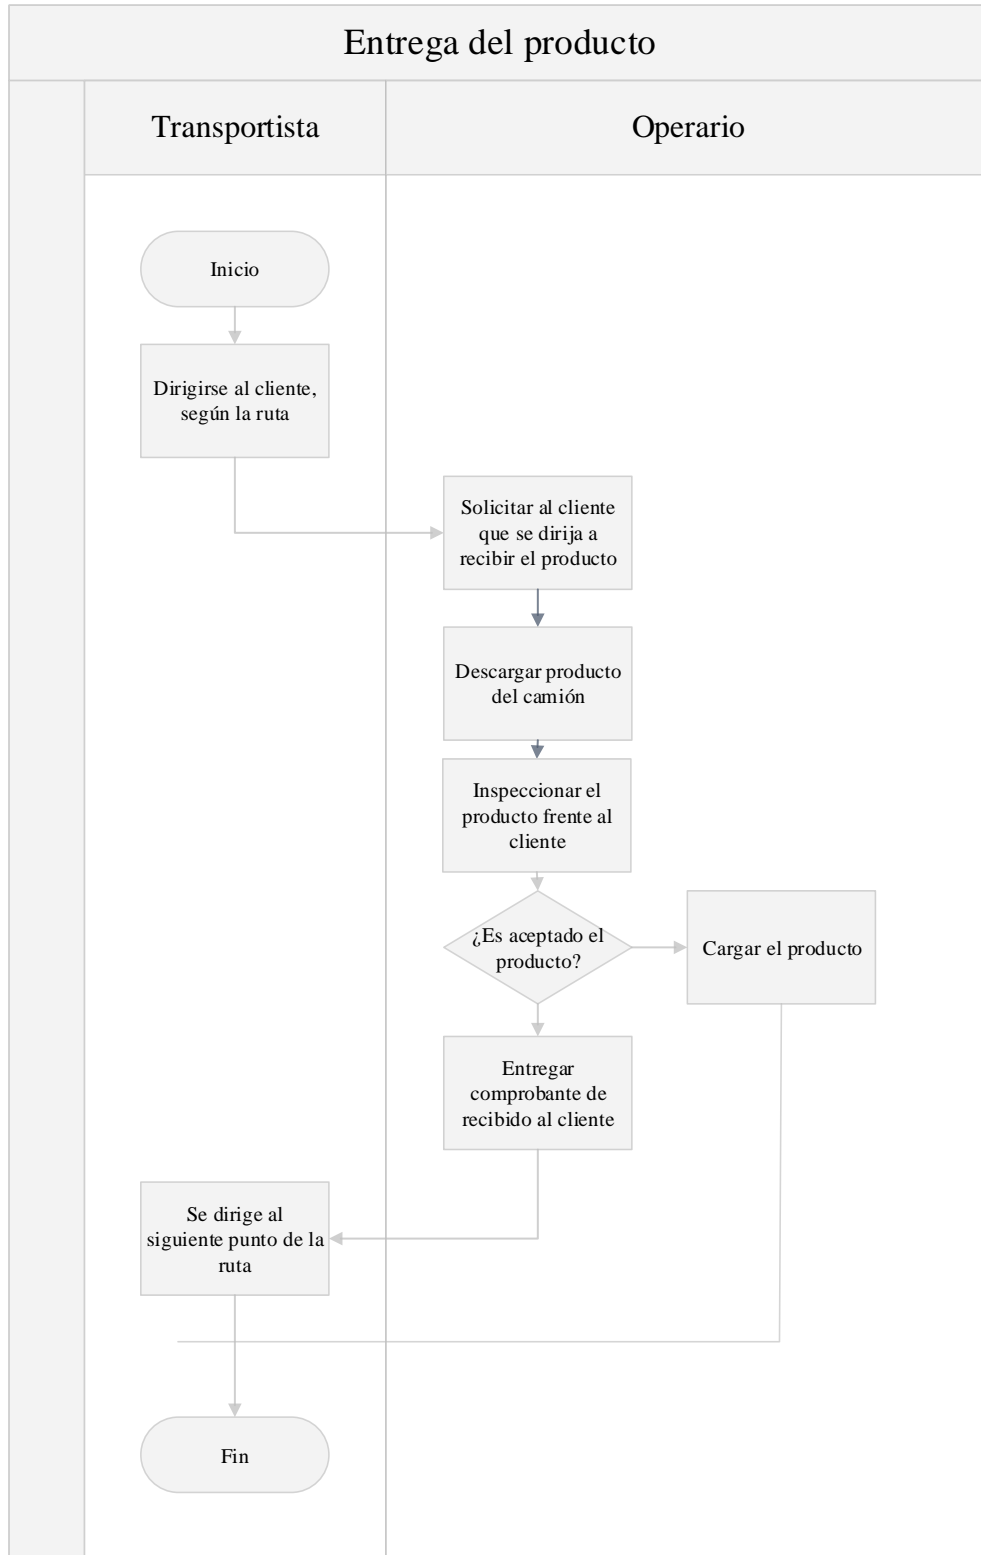 Entrega del producto
Transportista
Operario
Inicio
Dirigirse al cliente,
según la ruta
Solicitar al cliente
que se dirija a
recibir el producto
Descargar producto
del camión
Inspeccionar el
producto frente al
cliente
¿Es aceptado el
producto?
Cargar el producto
Entregar
comprobante de
recibido al cliente
Se dirige al
siguiente punto de la
ruta
Fin